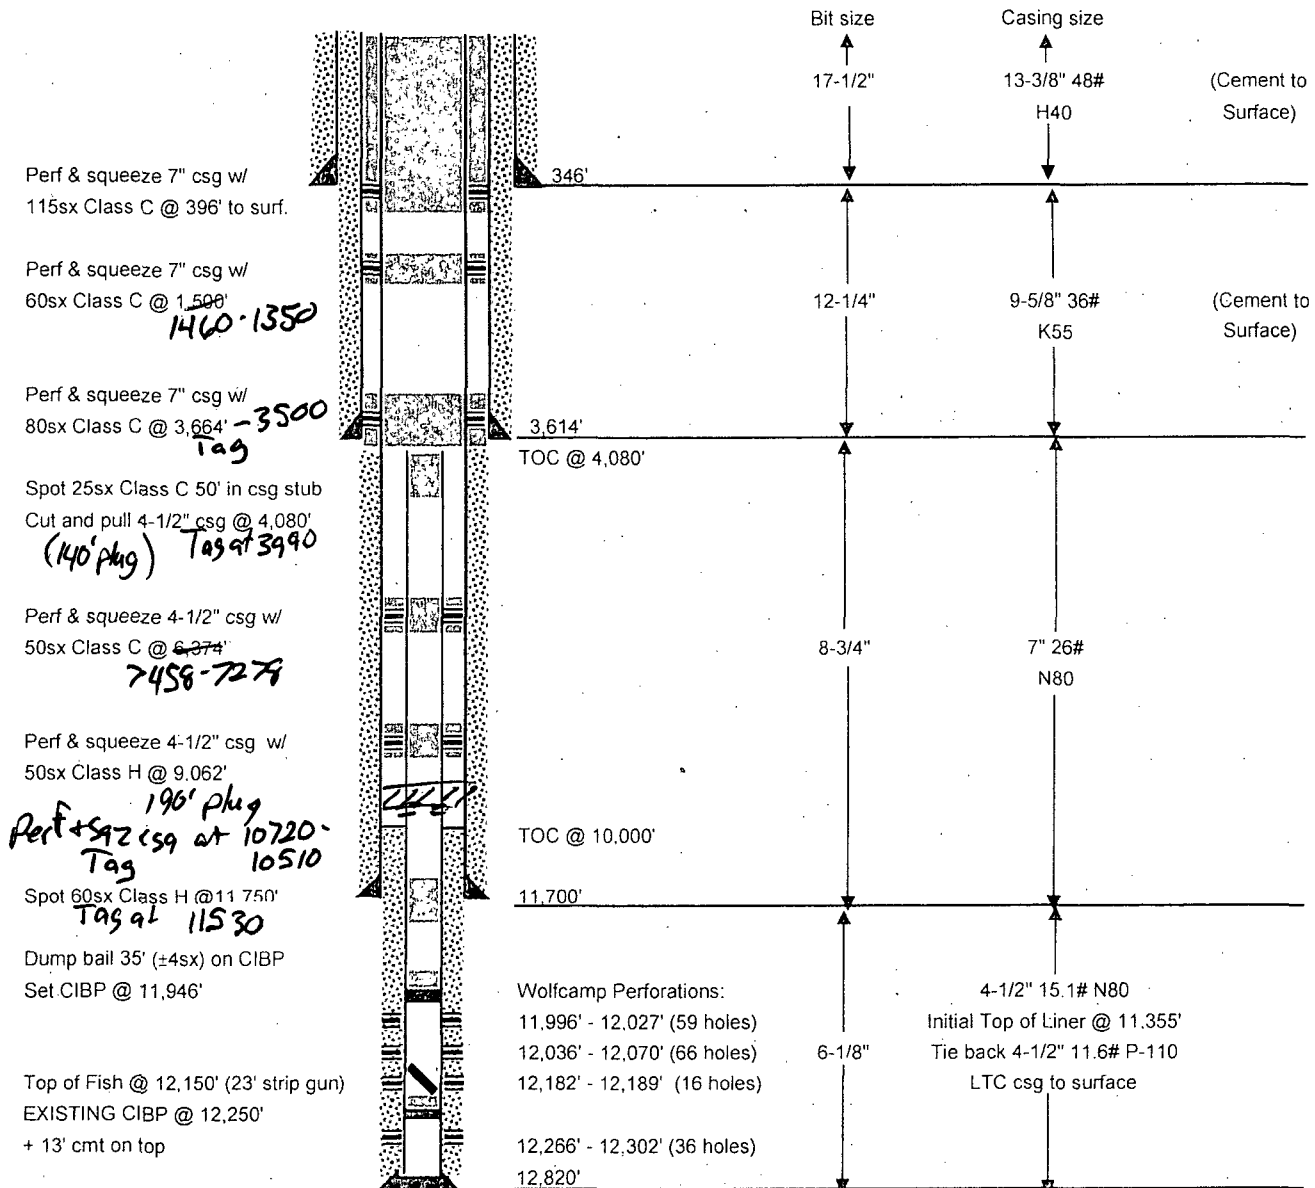 Bit size Casing size
17-1/2" 13-3/8" 48# (Cement to
H40 Surface)
Perf & squeeze 7" csg w/
346'
115sx Class C @ 396' to surf.
Perf & squeeze 7" csg w/
60sx Class C @ 1,500'
1460-1350
12-1/4" 9-5/8" 36# (Cement to
K55 Surface)
Perf & squeeze 7" csg w/
80sx Class C @ 3,664' -3500
Tag
3,614'
TOC @ 4,080'
Spot 25sx Class C 50' in csg stub
Cut and pull 4-1/2" csg @ 4,080'
(140' plug) Tag at 3990
Perf & squeeze 4-1/2" csg w/
50sx Class C @ 6,374'
7458-7278
8-3/4" 7" 26#
N80
Perf & squeeze 4-1/2" csg w/
50sx Class H @ 9.062'
190' plug
Perf + sqz csg at 10720-
Tag 10510
TOC @ 10,000'
Spot 60sx Class H @11 750'
Tag at 11530
11,700'
Dump bail 35' (±4sx) on CIBP
Set CIBP @ 11,946'
Wolfcamp Perforations:
11,996' - 12,027' (59 holes)
12,036' - 12,070' (66 holes)
12,182' - 12,189' (16 holes)
12,266' - 12,302' (36 holes)
12,820'
6-1/8"
4-1/2" 15.1# N80
Initial Top of Liner @ 11,355'
Tie back 4-1/2" 11.6# P-110
LTC csg to surface
Top of Fish @ 12,150' (23' strip gun)
EXISTING CIBP @ 12,250'
+ 13' cmt on top